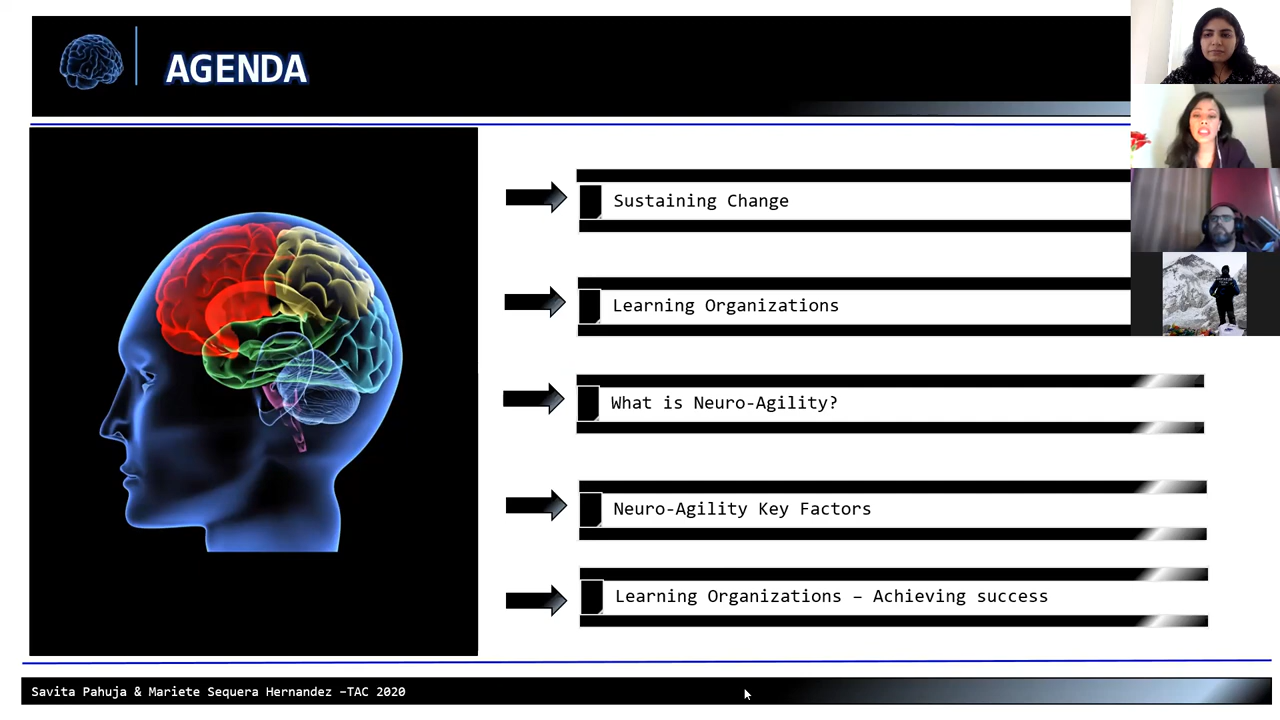 AGENDA
Sustaining Change
Learning Organizations
What is Neuro-Agility?
Neuro-Agility Key Factors
Learning Organizations – Achieving success
Savita Pahuja & Mariete Sequera Hernandez –TAC 2020